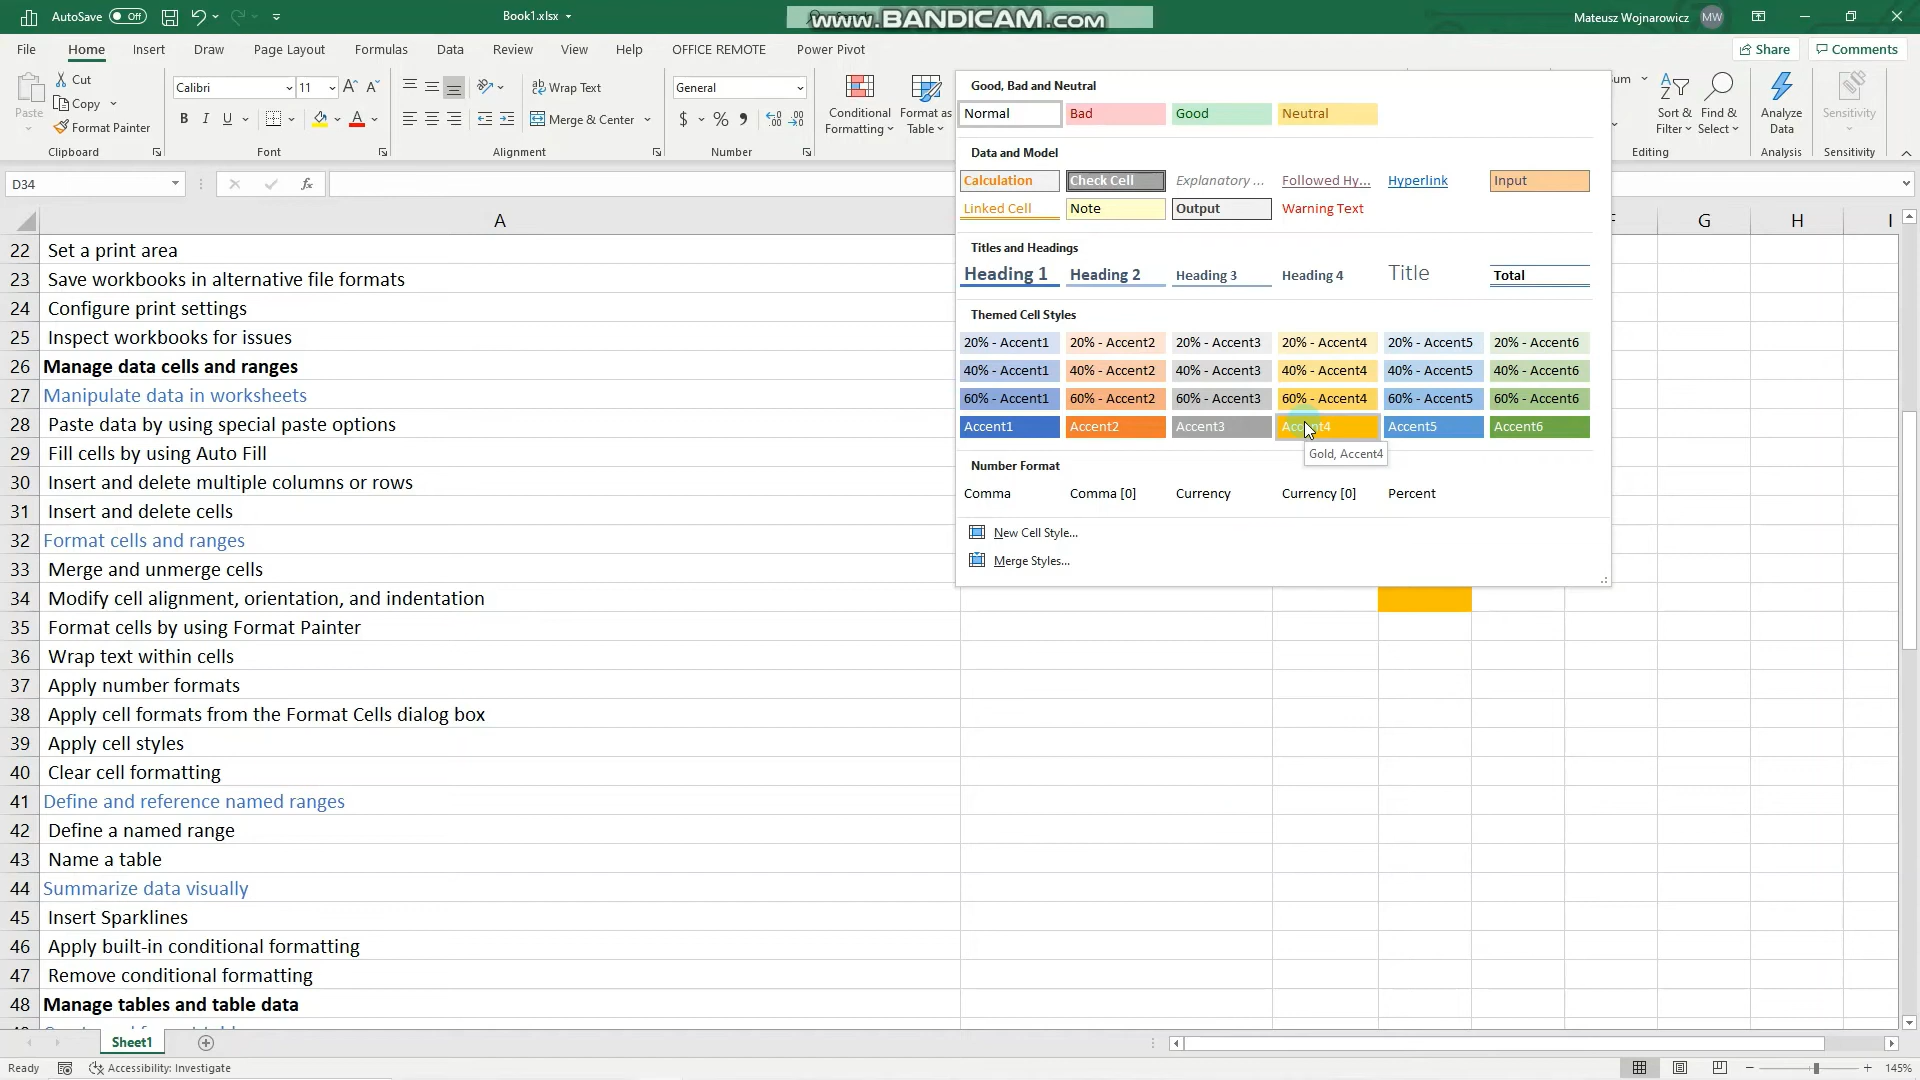 AutoSave Off
Book1.xlsx
www.BANDICAM.com
Mateusz Wojnarowicz MW
File Home Insert Draw Page Layout Formulas Data Review View Help OFFICE REMOTE Power Pivot
Share Comments
Paste
Cut
Copy
Format Painter
Clipboard
Calibri 11
B I U
Font
Wrap Text
Merge & Center
Alignment
General
$ % 9
Number
Conditional Formatting
Format as Table
Sort & Filter
Find & Select
Editing
Analyze Data
Analysis
Sensitivity
Sensitivity
D34
fx
Good, Bad and Neutral
Normal Bad Good Neutral
Data and Model
Calculation Check Cell Explanatory ... Followed Hy... Hyperlink Input
Linked Cell Note Output Warning Text
Titles and Headings
Heading 1 Heading 2 Heading 3 Heading 4 Title Total
Themed Cell Styles
20% - Accent1 20% - Accent2 20% - Accent3 20% - Accent4 20% - Accent5 20% - Accent6
40% - Accent1 40% - Accent2 40% - Accent3 40% - Accent4 40% - Accent5 40% - Accent6
60% - Accent1 60% - Accent2 60% - Accent3 60% - Accent4 60% - Accent5 60% - Accent6
Accent1 Accent2 Accent3 Accent4 Accent5 Accent6
Gold, Accent4
Number Format
Comma Comma [0] Currency Currency [0] Percent
New Cell Style...
Merge Styles...
A G H I
22 Set a print area
23 Save workbooks in alternative file formats
24 Configure print settings
25 Inspect workbooks for issues
26 Manage data cells and ranges
27 Manipulate data in worksheets
28 Paste data by using special paste options
29 Fill cells by using Auto Fill
30 Insert and delete multiple columns or rows
31 Insert and delete cells
32 Format cells and ranges
33 Merge and unmerge cells
34 Modify cell alignment, orientation, and indentation
35 Format cells by using Format Painter
36 Wrap text within cells
37 Apply number formats
38 Apply cell formats from the Format Cells dialog box
39 Apply cell styles
40 Clear cell formatting
41 Define and reference named ranges
42 Define a named range
43 Name a table
44 Summarize data visually
45 Insert Sparklines
46 Apply built-in conditional formatting
47 Remove conditional formatting
48 Manage tables and table data
Sheet1
Ready
Accessibility: Investigate
145%